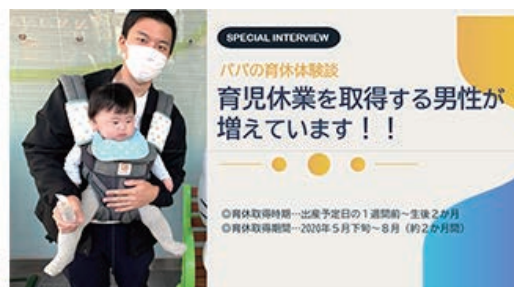 SPECIAL INTERVIEW
パパの育休体験談
育児休業を取得する男性が
増えています！！
◎育休取得時期…出産予定日の１週間前～生後２か月
◎育休取得期間…2020年５月下旬～８月（約２か月間）